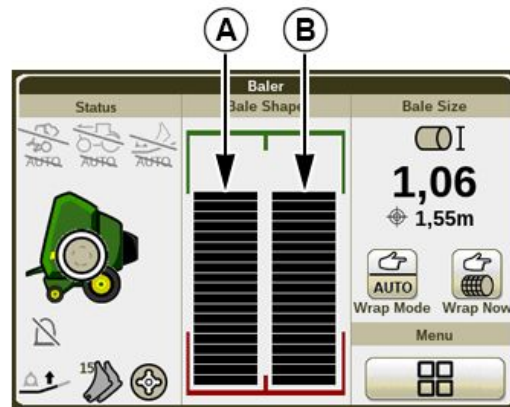 A B
Baler
Status Bale Shape Bale Size
AUTO AUTO AUTO
1,06
1,55m
AUTO
Wrap Mode Wrap Now
Menu
15